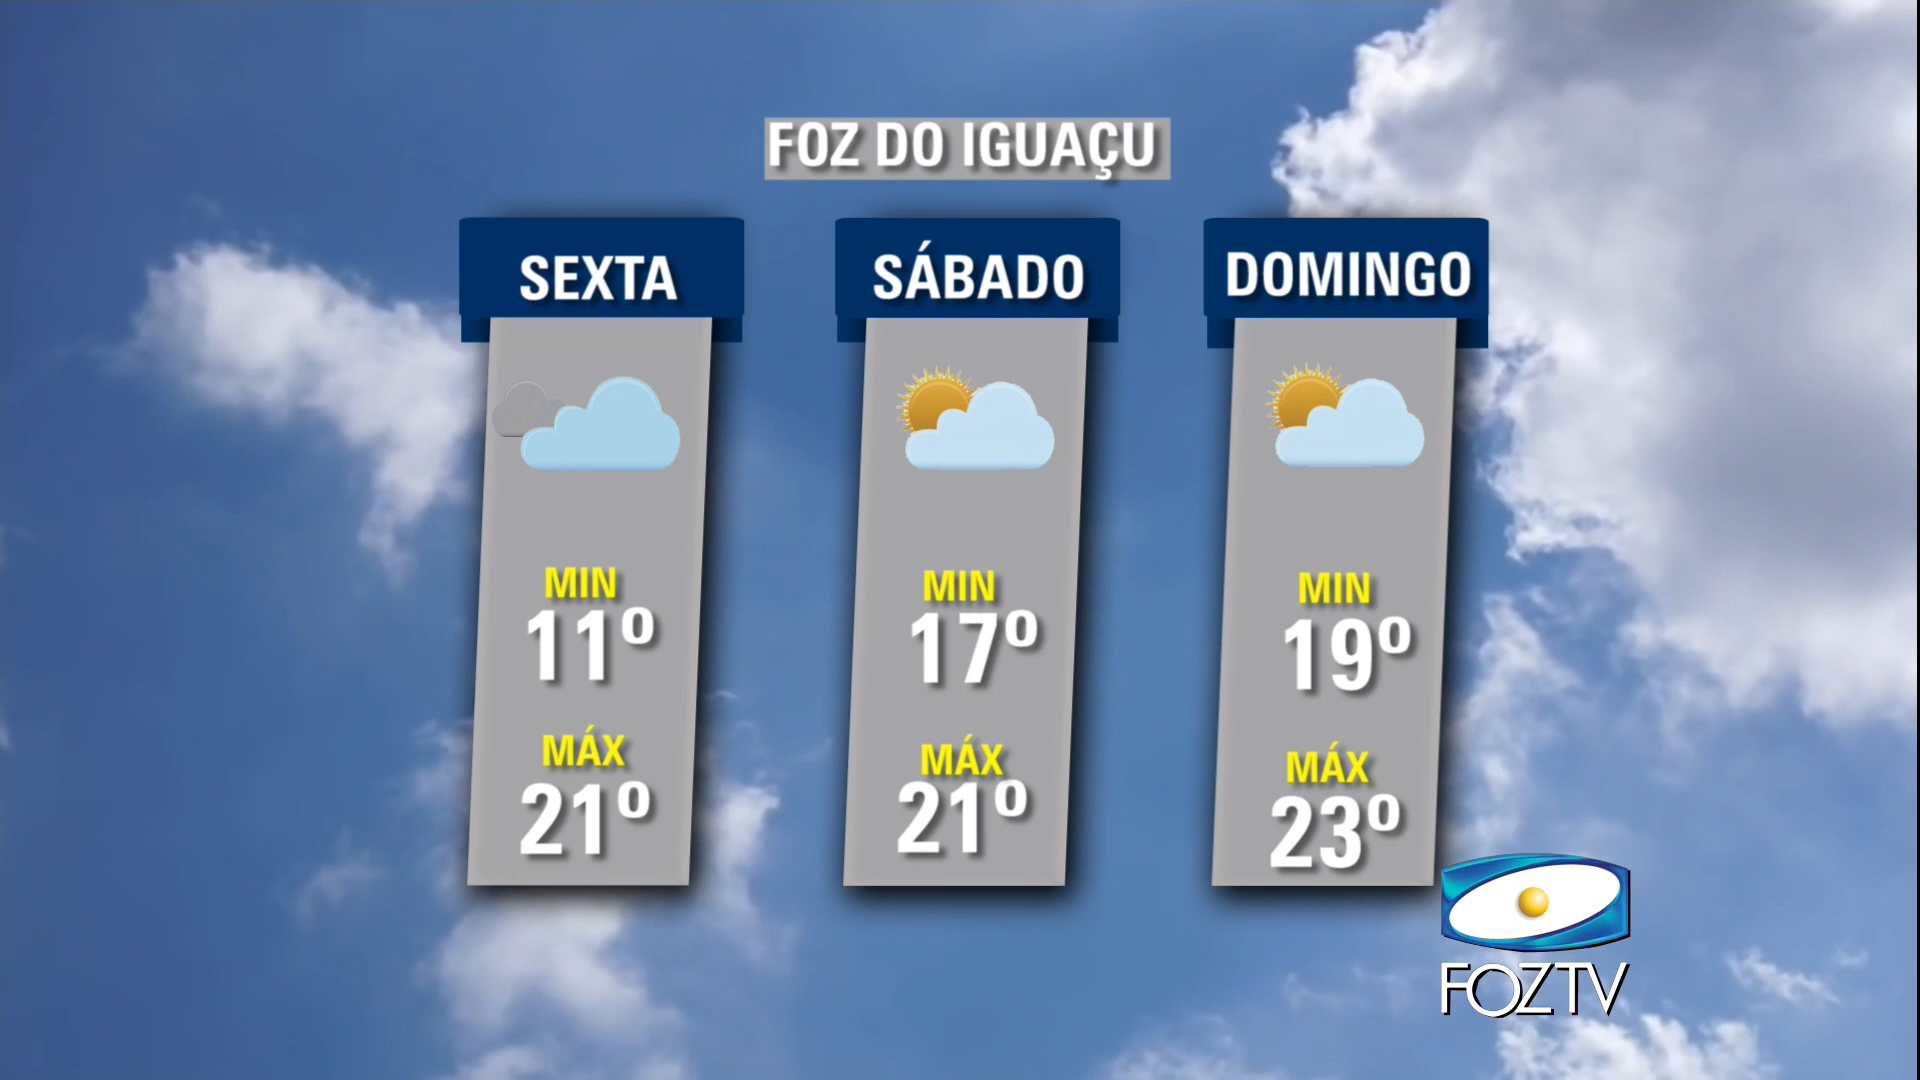 FOZ DO IGUAÇU
SEXTA
MIN
11º
MÁX
21º
SÁBADO
MIN
17º
MÁX
21º
DOMINGO
MIN
19º
MÁX
23º
FOZTV